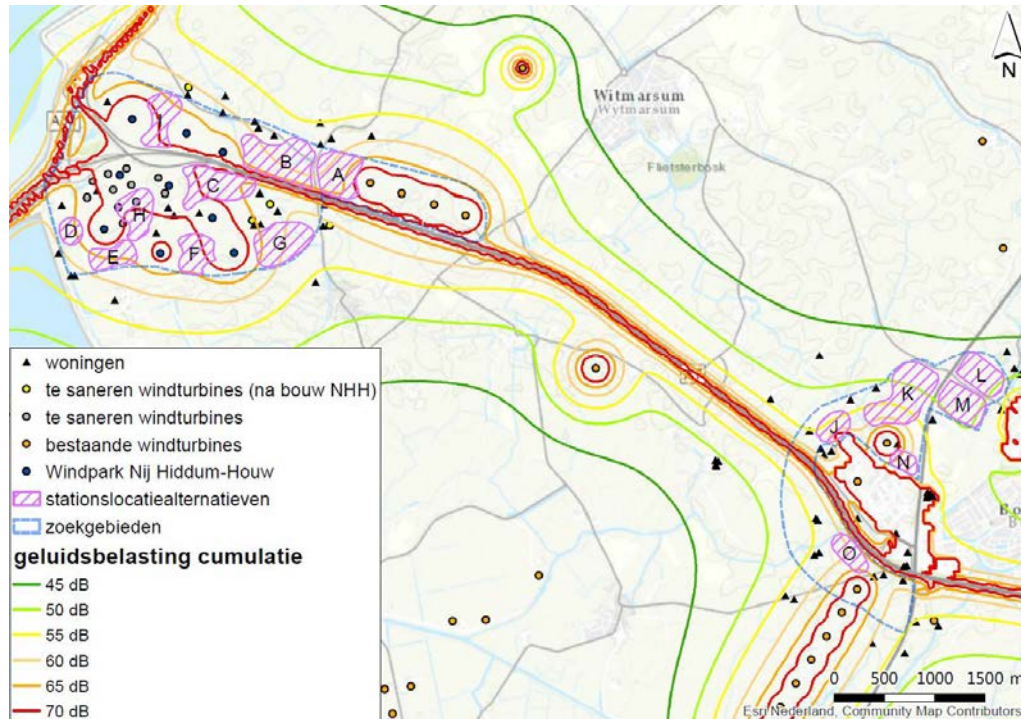 Witmarsum
Wytmarsum
N
Flietsterbosk
A
I
B
A
C
H
D
G
E
F
L
K
M
J
N
O
Bo
B
woningen
te saneren windturbines (na bouw NHH)
te saneren windturbines
bestaande windturbines
Windpark Nij Hiddum-Houw
stationslocatiealternatieven
zoekgebieden
geluidsbelasting cumulatie
45 dB
50 dB
55 dB
60 dB
65 dB
70 dB
0 500 1000 1500 m
Esri Nederland, Community Map Contributors